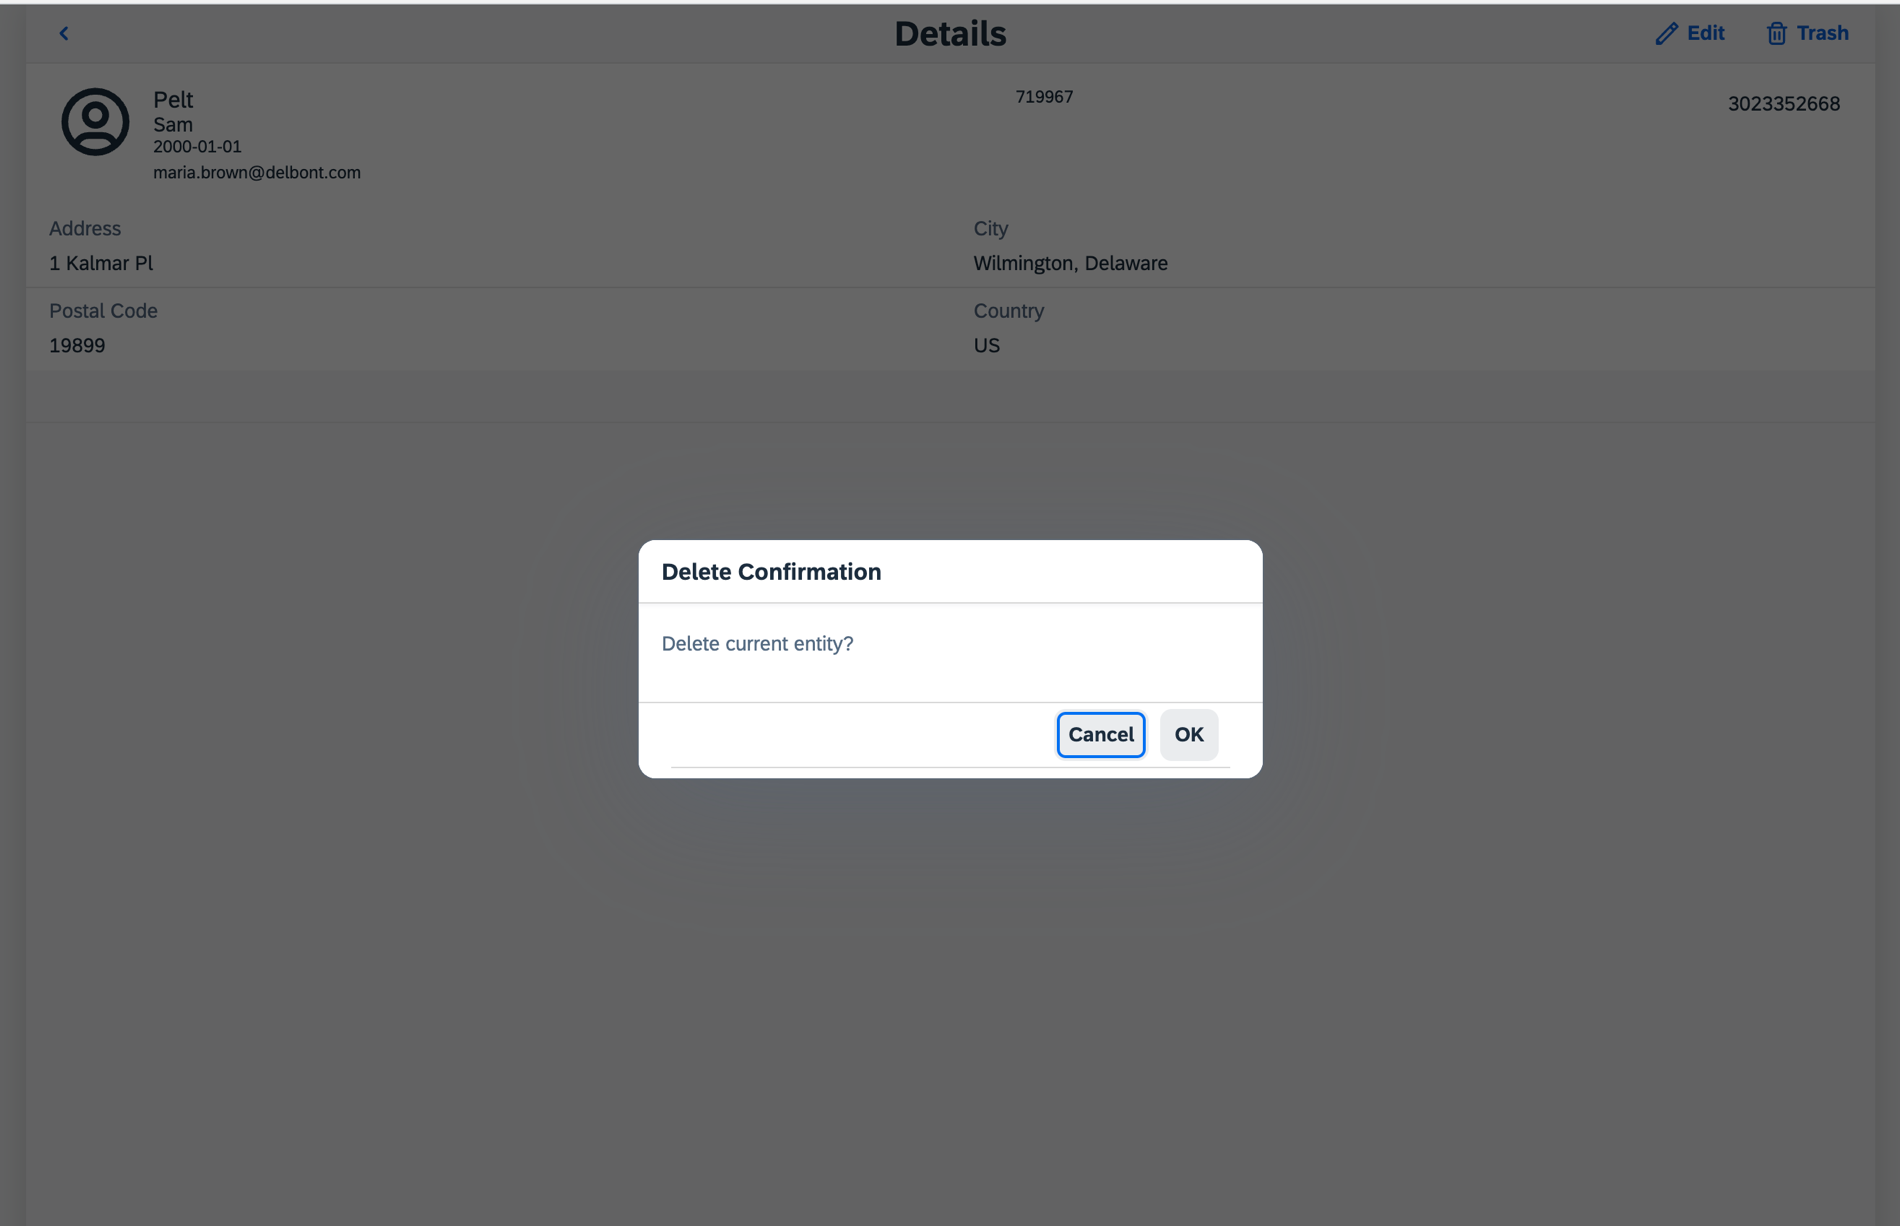 Details
Edit
Trash
Pelt
Sam
2000-01-01
maria.brown@delbont.com
719967
3023352668
Address
1 Kalmar Pl
City
Wilmington, Delaware
Postal Code
19899
Country
US
Delete Confirmation
Delete current entity?
Cancel
OK